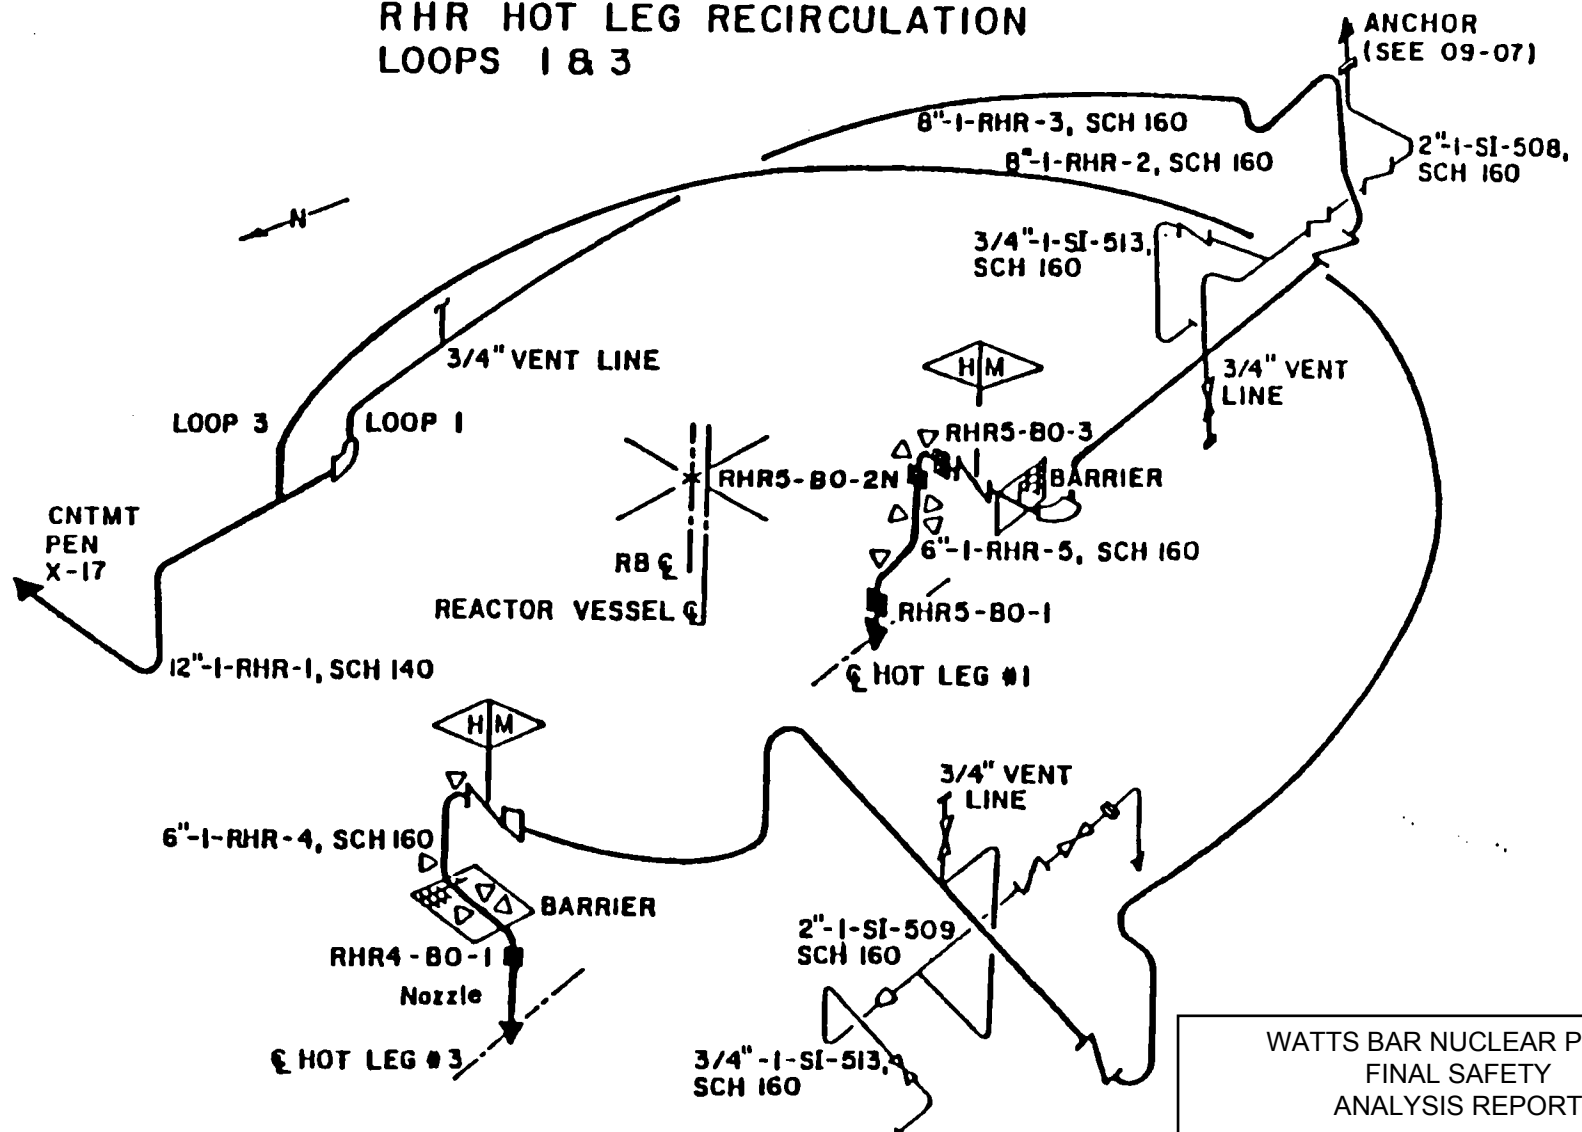 RHR HOT LEG RECIRCULATION
LOOPS 1 & 3
ANCHOR
(SEE 09-07)
8"-1-RHR-3, SCH 160
8"-1-RHR-2, SCH 160
2"-1-SI-508,
SCH 160
N
3/4"-1-SI-513,
SCH 160
3/4" VENT LINE
H M
3/4" VENT
LINE
LOOP 3
LOOP 1
RHR5-BO-3
RHR5-BO-2N
BARRIER
CNTMT
PEN
X-17
6"-1-RHR-5, SCH 160
RB ℄
REACTOR VESSEL ℄
RHR5-BO-1
12"-1-RHR-1, SCH 140
℄ HOT LEG #1
H M
3/4" VENT
LINE
6"-1-RHR-4, SCH 160
BARRIER
2"-1-SI-509
SCH 160
RHR4-BO-1
Nozzle
℄ HOT LEG #3
3/4"-1-SI-513,
SCH 160
WATTS BAR NUCLEAR P
FINAL SAFETY
ANALYSIS REPORT